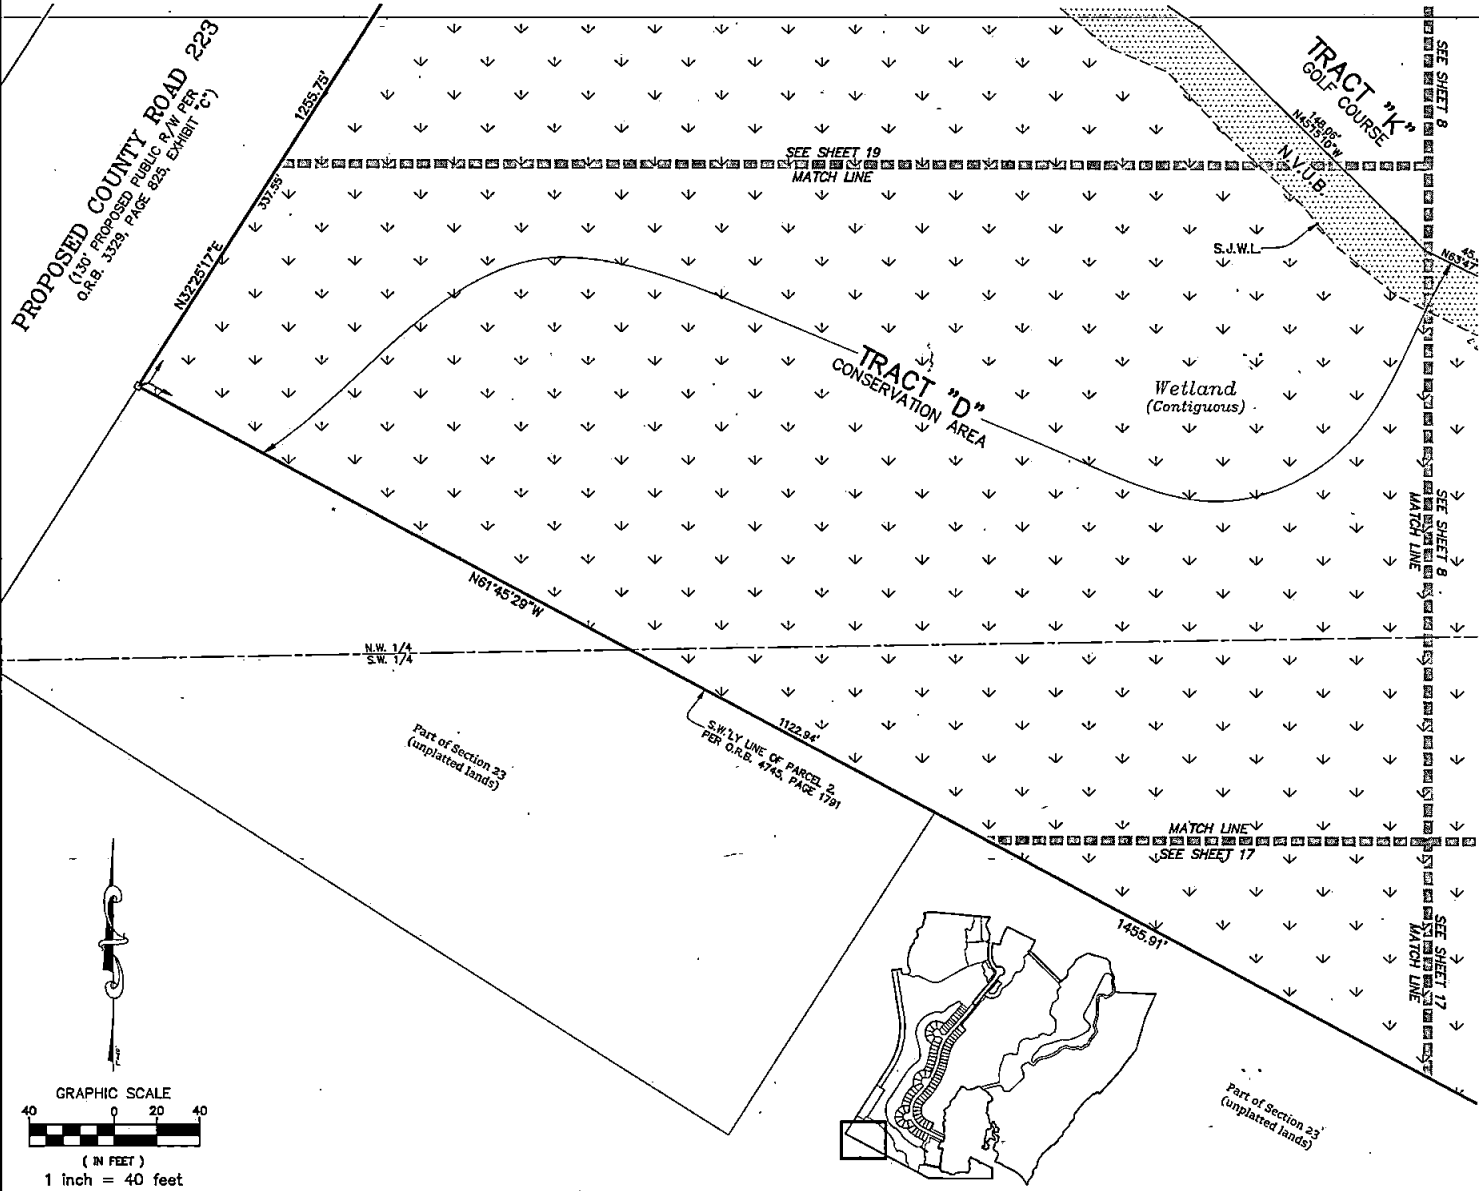 PROPOSED COUNTY ROAD 223
(130' PROPOSED PUBLIC R/W PER
O.R.B. 3329, PAGE 825, EXHIBIT "C")
1255.75'
337.55'
N32°25'17"E
SEE SHEET 19
MATCH LINE
TRACT "K"
GOLF COURSE
148.06'
N45°15'10"W
N.V.U.B.
S.J.W.L.
SEE SHEET 8
TRACT "D"
CONSERVATION AREA
Wetland
(Contiguous)
SEE SHEET 8
MATCH LINE
N61°45'29"W
N.W. 1/4
S.W. 1/4
Part of Section 23
(unplatted lands)
S.W.'LY LINE OF PARCEL 2,
PER O.R.B. 4745, PAGE 1791
1122.94'
MATCH LINE
SEE SHEET 17
1455.91'
SEE SHEET 17
MATCH LINE
Part of Section 23
(unplatted lands)
GRAPHIC SCALE
40 0 20 40
( IN FEET )
1 inch = 40 feet